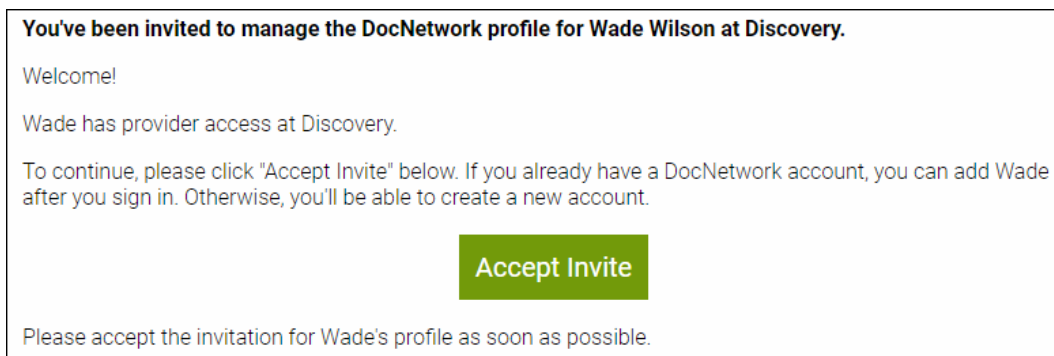 You've been invited to manage the DocNetwork profile for Wade Wilson at Discovery.
Welcome!
Wade has provider access at Discovery.
To continue, please click "Accept Invite" below. If you already have a DocNetwork account, you can add Wade
after you sign in. Otherwise, you'll be able to create a new account.
Accept Invite
Please accept the invitation for Wade's profile as soon as possible.